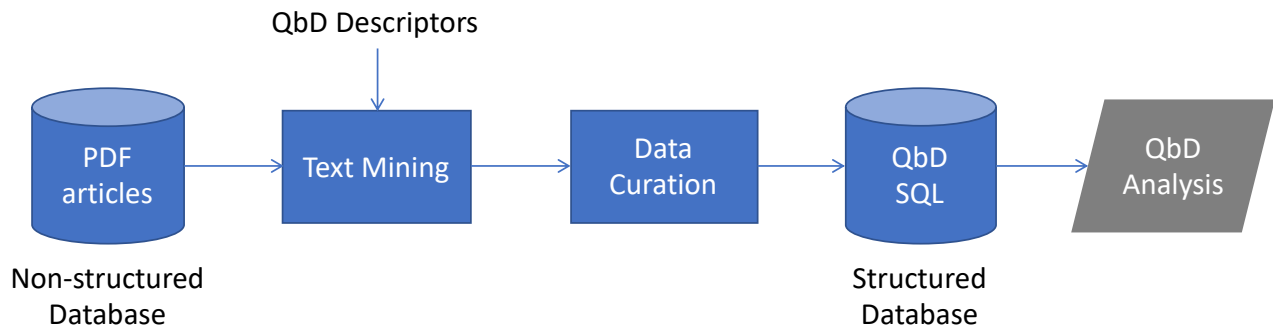 QbD Descriptors
PDF
articles
Text Mining
Data
Curation
QbD
SQL
QbD
Analysis
Non-structured
Database
Structured
Database